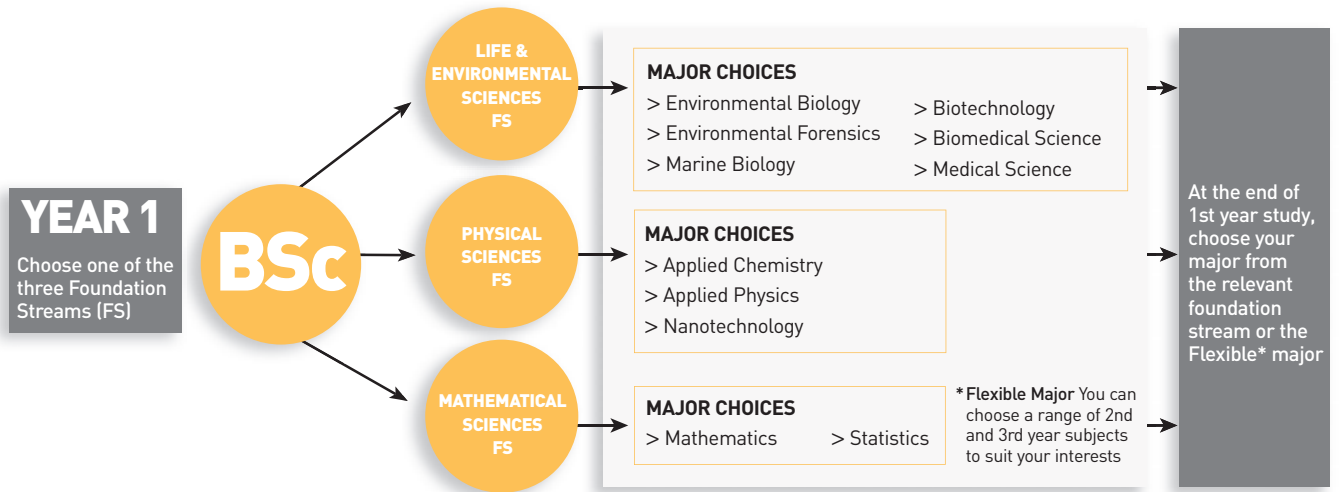 YEAR 1
Choose one of the
three Foundation
Streams (FS)
BSc
LIFE &
ENVIRONMENTAL
SCIENCES
FS
MAJOR CHOICES
> Environmental Biology
> Environmental Forensics
> Marine Biology
> Biotechnology
> Biomedical Science
> Medical Science
PHYSICAL
SCIENCES
FS
MAJOR CHOICES
> Applied Chemistry
> Applied Physics
> Nanotechnology
MATHEMATICAL
SCIENCES
FS
MAJOR CHOICES
> Mathematics > Statistics
* Flexible Major You can
choose a range of 2nd
and 3rd year subjects
to suit your interests
At the end of
1st year study,
choose your
major from
the relevant
foundation
stream or the
Flexible* major